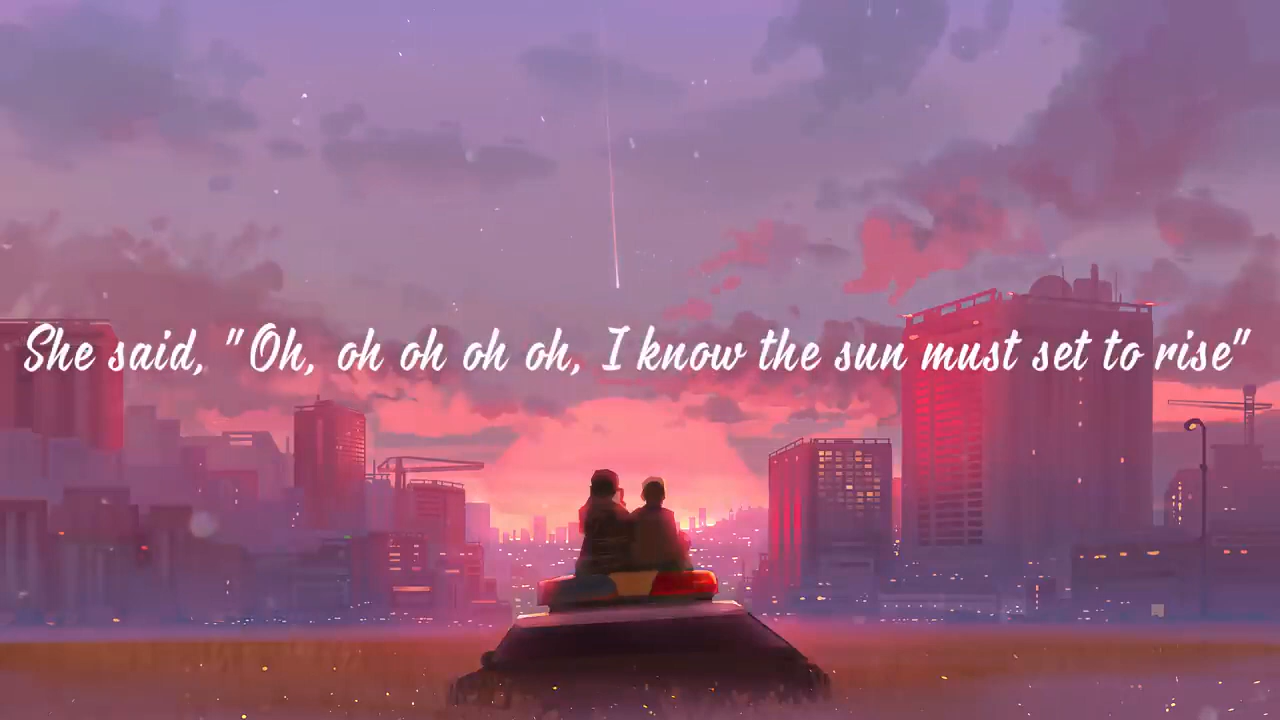 She said, "Oh, oh oh oh oh, I know the sun must set to rise"